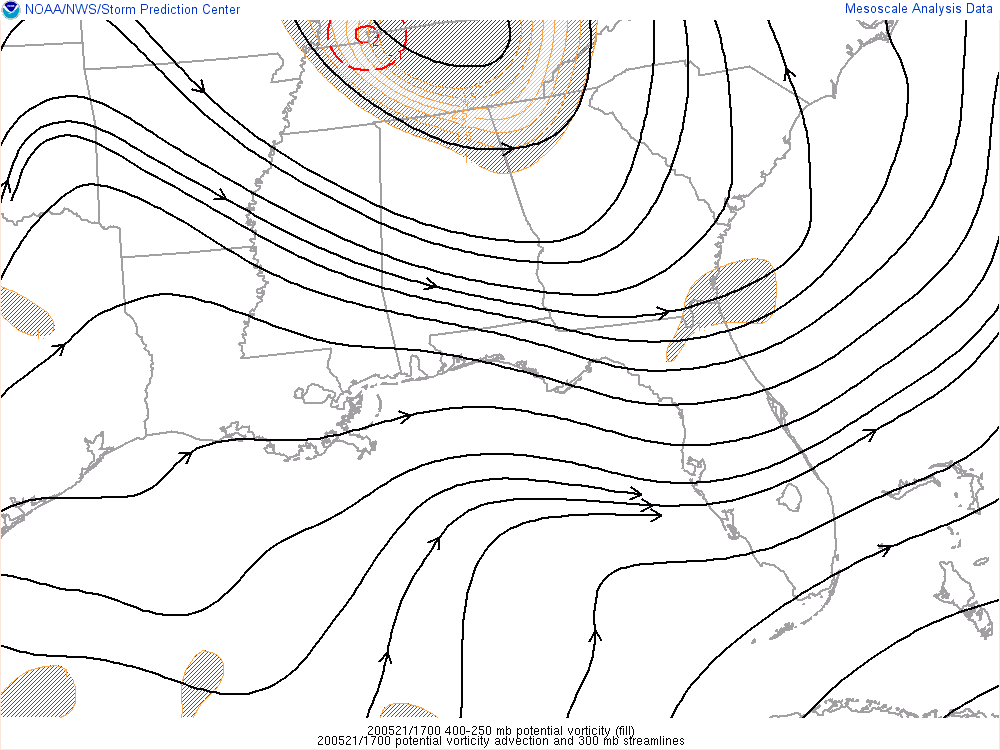 NOAA/NWS/Storm Prediction Center
Mesoscale Analysis Data
200521/1700 400-250 mb potential vorticity (fill)
200521/1700 potential vorticity advection and 300 mb streamlines